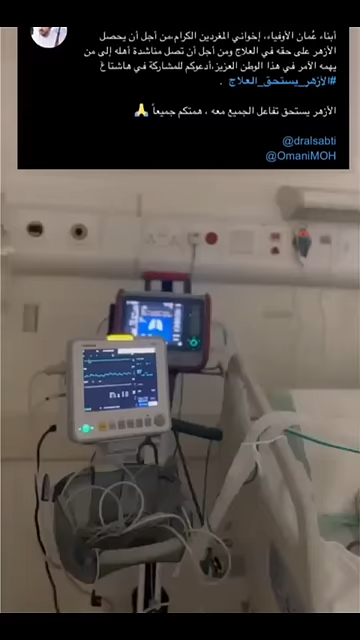 أبناء عُمان الأوفياء، إخواني المغردين الكرام،من أجل أن يحصل
الأزهر على حقه في العلاج ومن أجل أن تصل مناشدة أهله إلى من
يهمه الأمر في هذا الوطن العزيز،أدعوكم للمشاركة في هاشتاغ
#الأزهر_يستحق_العلاج .
الأزهر يستحق تفاعل الجميع معه ، همتكم جميعاً 🙏
@dralsabti
@OmaniMOH